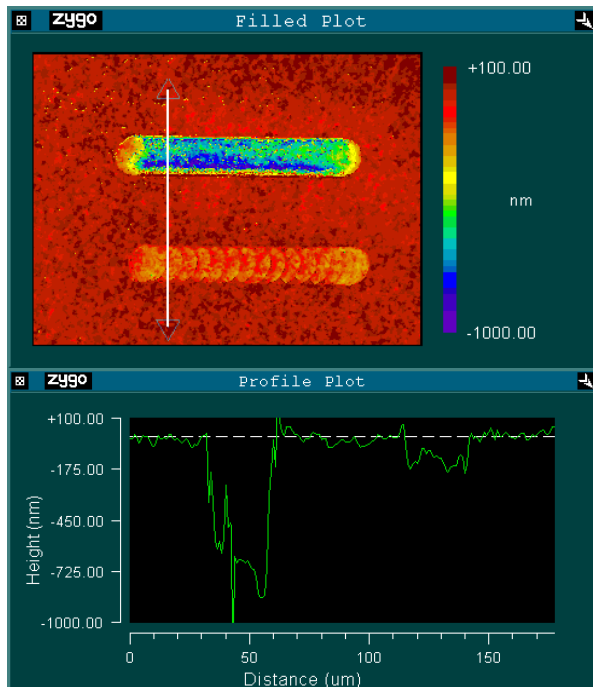 zygo Filled Plot
+100.00
nm
-1000.00
zygo Profile Plot
+100.00
-175.00
-450.00
-725.00
-1000.00
Height (nm)
0 50 100 150
Distance (um)